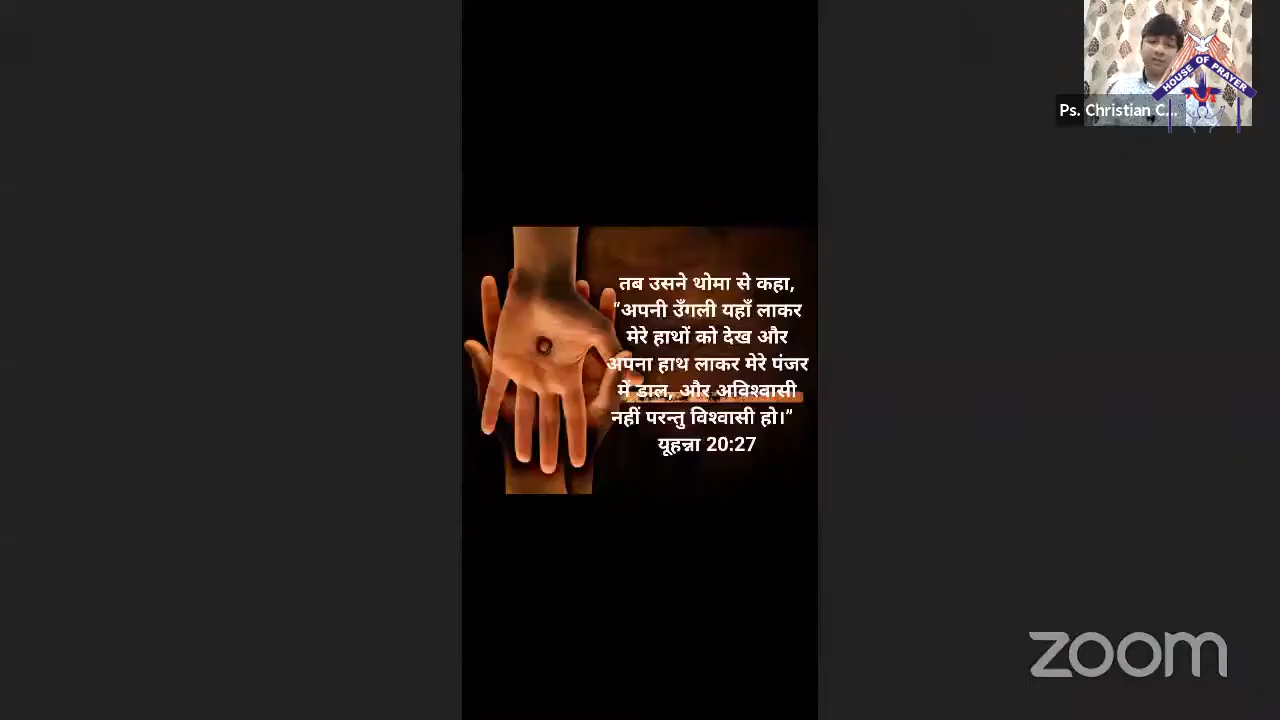 HOUSE OF PRAYER
Ps. Christian C...
तब उसने थोमा से कहा,
“अपनी उँगली यहाँ लाकर
मेरे हाथों को देख और
अपना हाथ लाकर मेरे पंजर
में डाल, और अविश्वासी
नहीं परन्तु विश्वासी हो।”
यूहन्ना 20:27
zoom